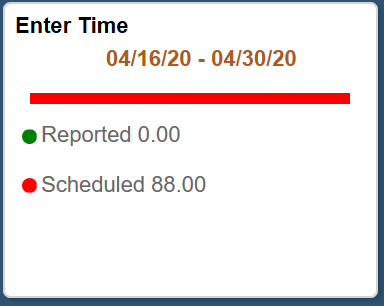 Enter Time
04/16/20 - 04/30/20
Reported 0.00
Scheduled 88.00